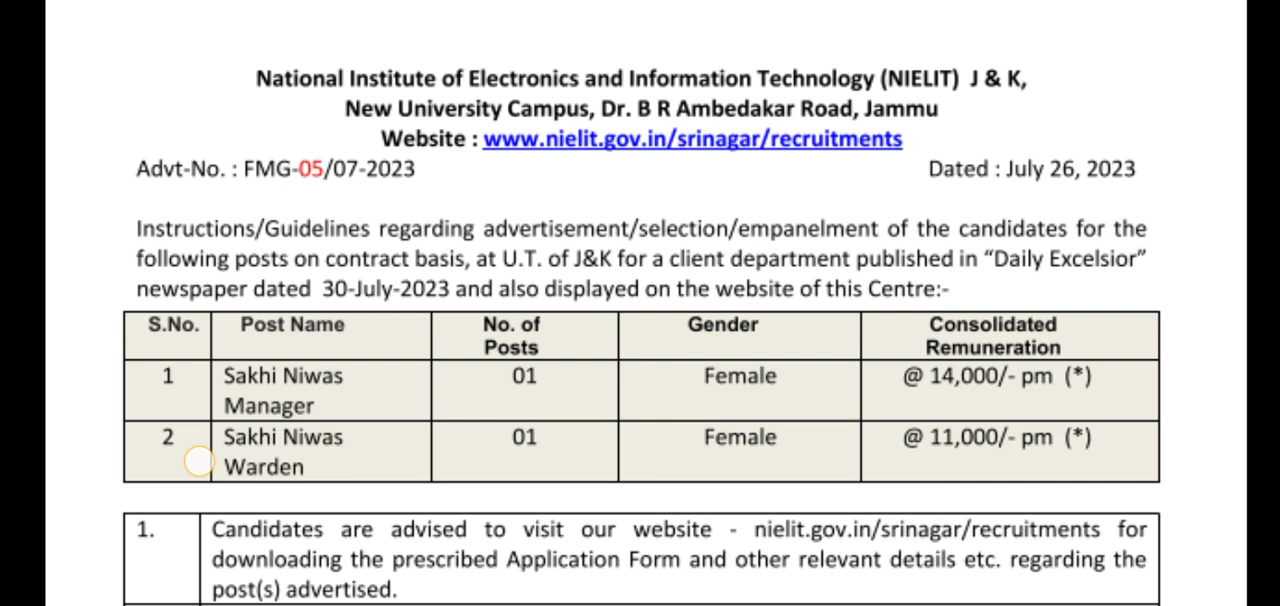 National Institute of Electronics and Information Technology (NIELIT) J & K,
New University Campus, Dr. B R Ambedakar Road, Jammu
Website : www.nielit.gov.in/srinagar/recruitments
Advt-No. : FMG-05/07-2023 Dated : July 26, 2023
Instructions/Guidelines regarding advertisement/selection/empanelment of the candidates for the
following posts on contract basis, at U.T. of J&K for a client department published in “Daily Excelsior”
newspaper dated 30-July-2023 and also displayed on the website of this Centre:-
S.No. Post Name No. of Gender Consolidated
Posts Remuneration
1 Sakhi Niwas 01 Female @ 14,000/- pm (*)
Manager
2 Sakhi Niwas 01 Female @ 11,000/- pm (*)
Warden
1. Candidates are advised to visit our website - nielit.gov.in/srinagar/recruitments for
downloading the prescribed Application Form and other relevant details etc. regarding the
post(s) advertised.